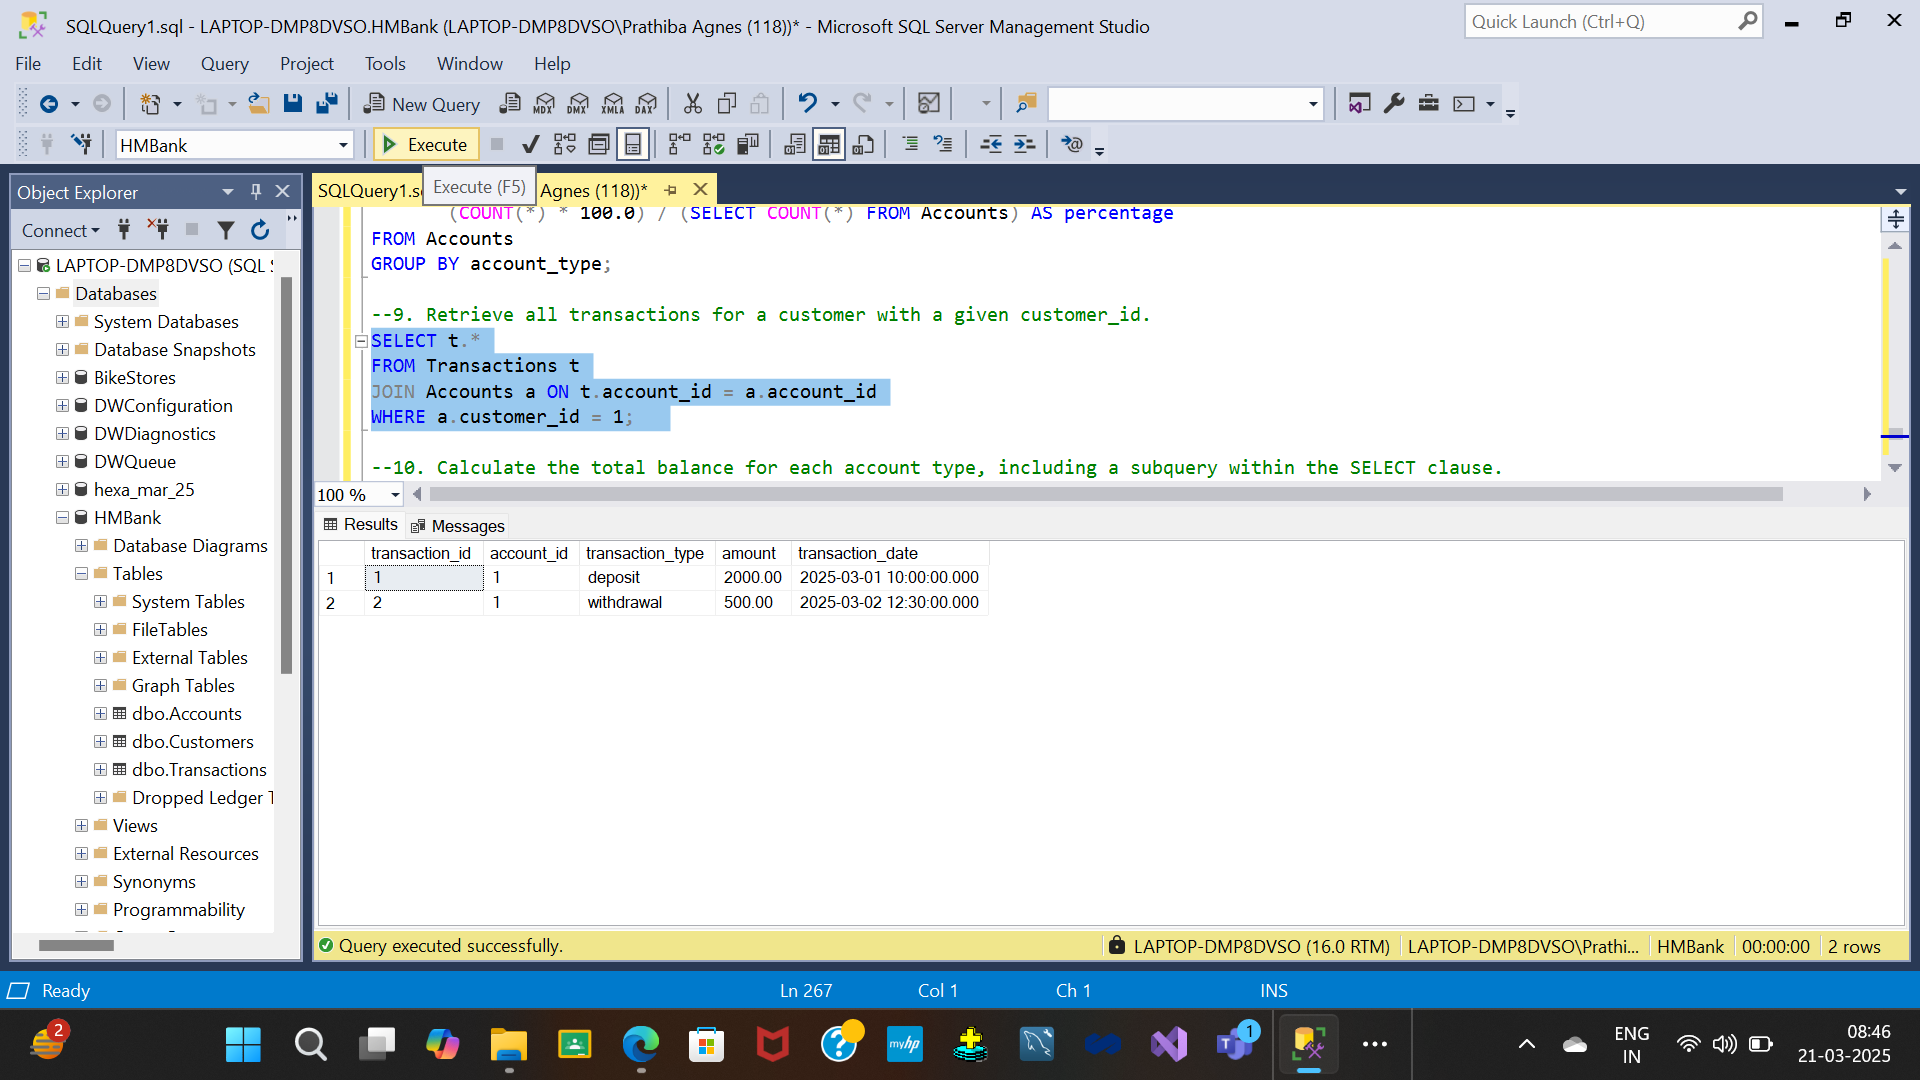 SQLQuery1.sql - LAPTOP-DMP8DVSO.HMBank (LAPTOP-DMP8DVSO\Prathiba Agnes (118))* - Microsoft SQL Server Management Studio
Quick Launch (Ctrl+Q)
File Edit View Query Project Tools Window Help
New Query MDX DMX XMLA DAX
HMBank
Execute
Execute (F5)
Object Explorer
SQLQuery1.s Agnes (118))*
Connect
LAPTOP-DMP8DVSO (SQL S
Databases
System Databases
Database Snapshots
BikeStores
DWConfiguration
DWDiagnostics
DWQueue
hexa_mar_25
HMBank
Database Diagrams
Tables
System Tables
FileTables
External Tables
Graph Tables
dbo.Accounts
dbo.Customers
dbo.Transactions
Dropped Ledger T
Views
External Resources
Synonyms
Programmability
(COUNT(*) * 100.0) / (SELECT COUNT(*) FROM Accounts) AS percentage
FROM Accounts
GROUP BY account_type;
--9. Retrieve all transactions for a customer with a given customer_id.
SELECT t.*
FROM Transactions t
JOIN Accounts a ON t.account_id = a.account_id
WHERE a.customer_id = 1;
--10. Calculate the total balance for each account type, including a subquery within the SELECT clause.
100 %
Results Messages
transaction_id account_id transaction_type amount transaction_date
1 1 1 deposit 2000.00 2025-03-01 10:00:00.000
2 2 1 withdrawal 500.00 2025-03-02 12:30:00.000
Query executed successfully.
LAPTOP-DMP8DVSO (16.0 RTM) LAPTOP-DMP8DVSO\Prathi... HMBank 00:00:00 2 rows
Ready Ln 267 Col 1 Ch 1 INS
2
myhp
1
ENG
IN
08:46
21-03-2025